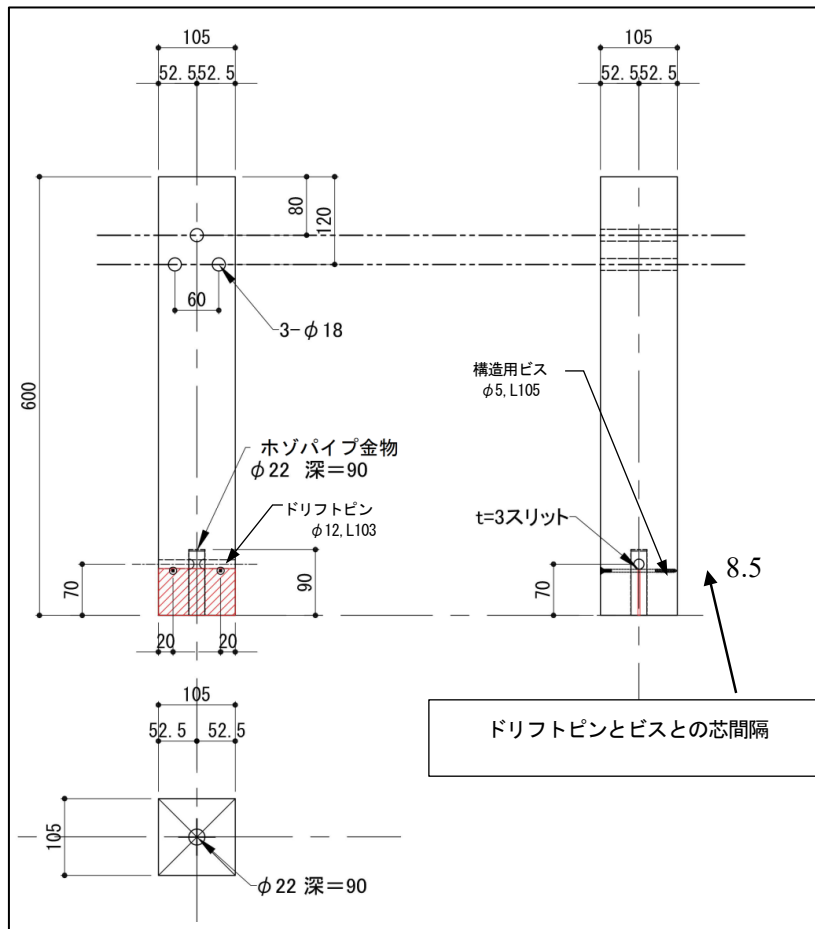 105
52.5 52.5
105
52.5 52.5
80
120
60
3-φ18
600
構造用ビス
φ5, L105
ホゾパイプ金物
φ22 深=90
ドリフトピン
φ12, L103
t=3スリット
70
90
70
8.5
20
20
105
52.5
52.5
ドリフトピンとビスとの芯間隔
105
φ22 深=90